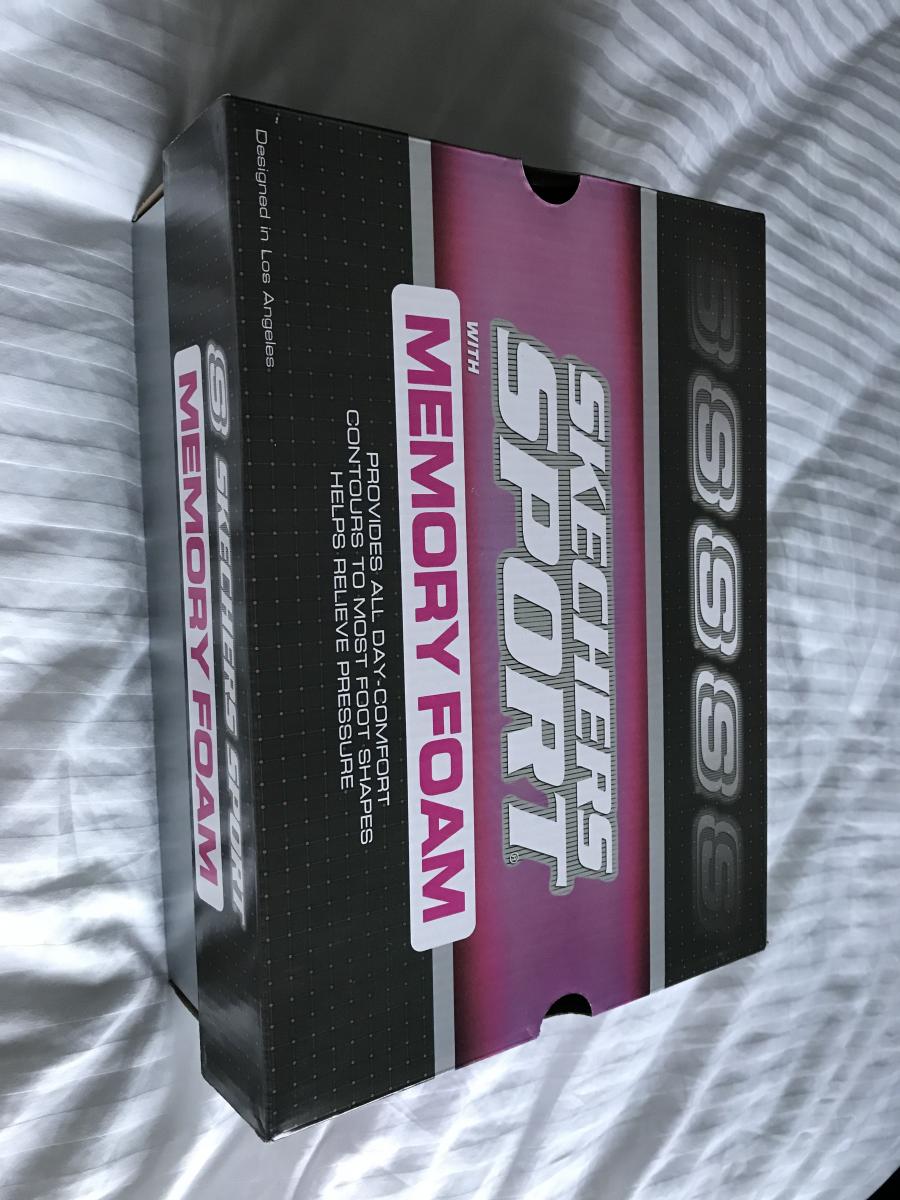 S S S S S
SKECHERS
SPORT®
WITH
MEMORY FOAM
PROVIDES ALL DAY-COMFORT
CONTOURS TO MOST FOOT SHAPES
HELPS RELIEVE PRESSURE
Designed in Los Angeles
S SKECHERS SPORT
MEMORY FOAM